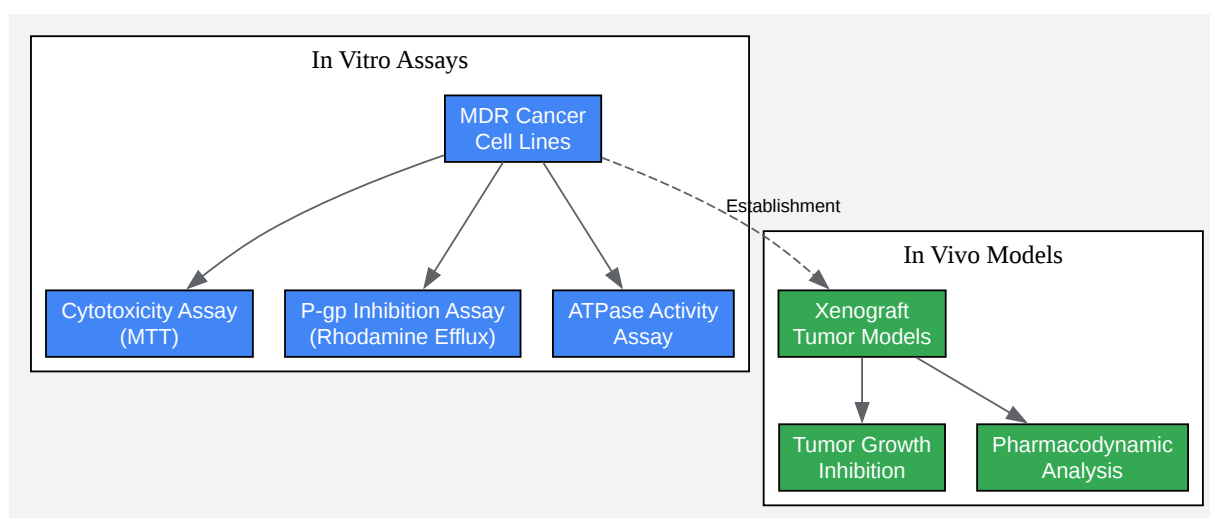 In Vitro Assays
MDR Cancer
Cell Lines
Establishment
Cytotoxicity Assay
(MTT)
P-gp Inhibition Assay
(Rhodamine Efflux)
ATPase Activity
Assay
In Vivo Models
Xenograft
Tumor Models
Tumor Growth
Inhibition
Pharmacodynamic
Analysis